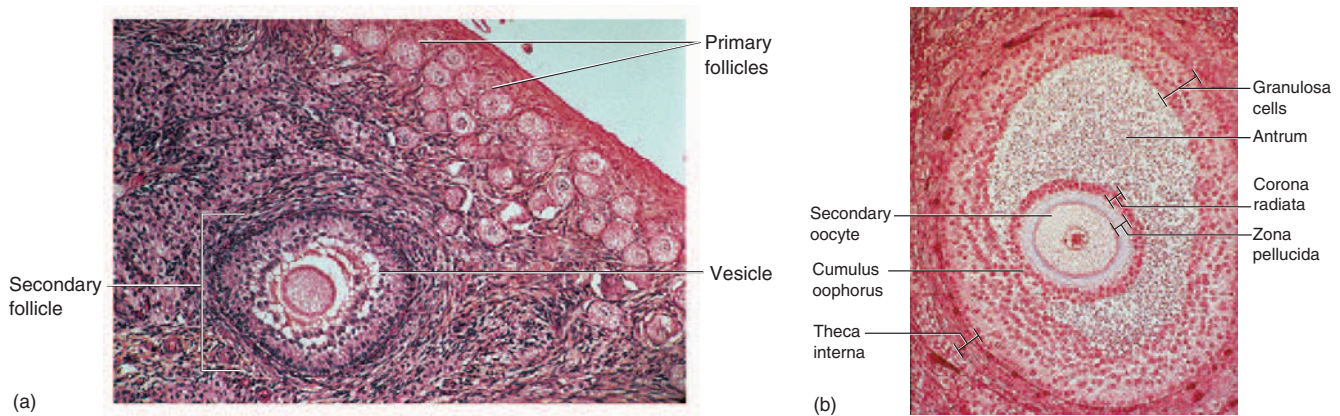 Primary
follicles
Vesicle
Secondary
follicle
(a)
Granulosa
cells
Antrum
Corona
radiata
Zona
pellucida
Secondary
oocyte
Cumulus
oophorus
Theca
interna
(b)